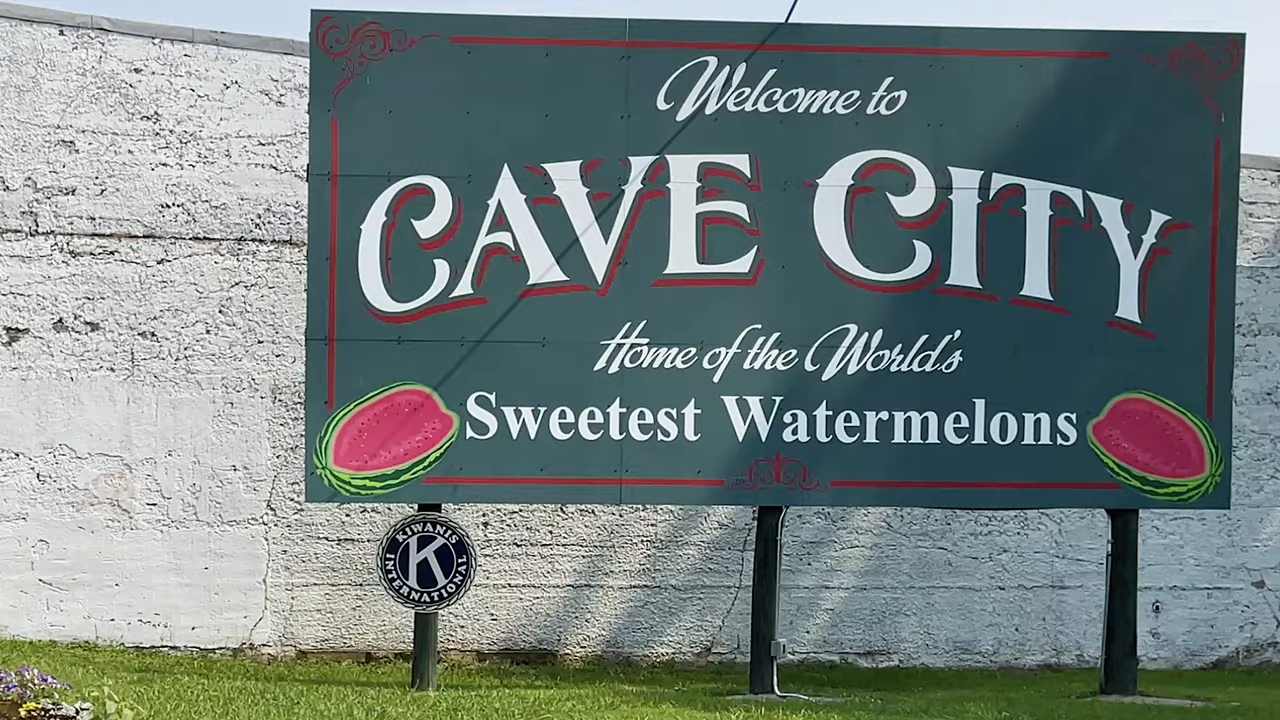 Welcome to
CAVE CITY
Home of the World's
Sweetest Watermelons
KIWANIS
K
INTERNATIONAL